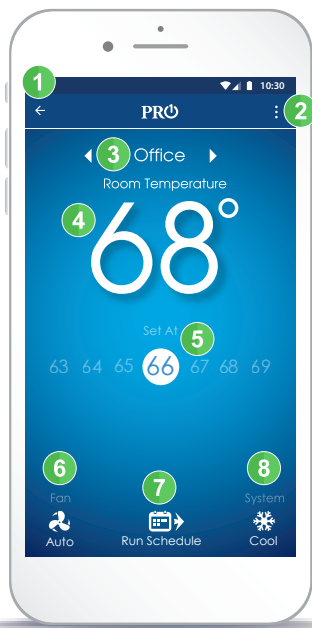 1
10:30
PRO
2
3 Office
Room Temperature
4 68°
Set At
5
63 64 65 66 67 68 69
6 7 8
Fan System
Auto Run Schedule Cool